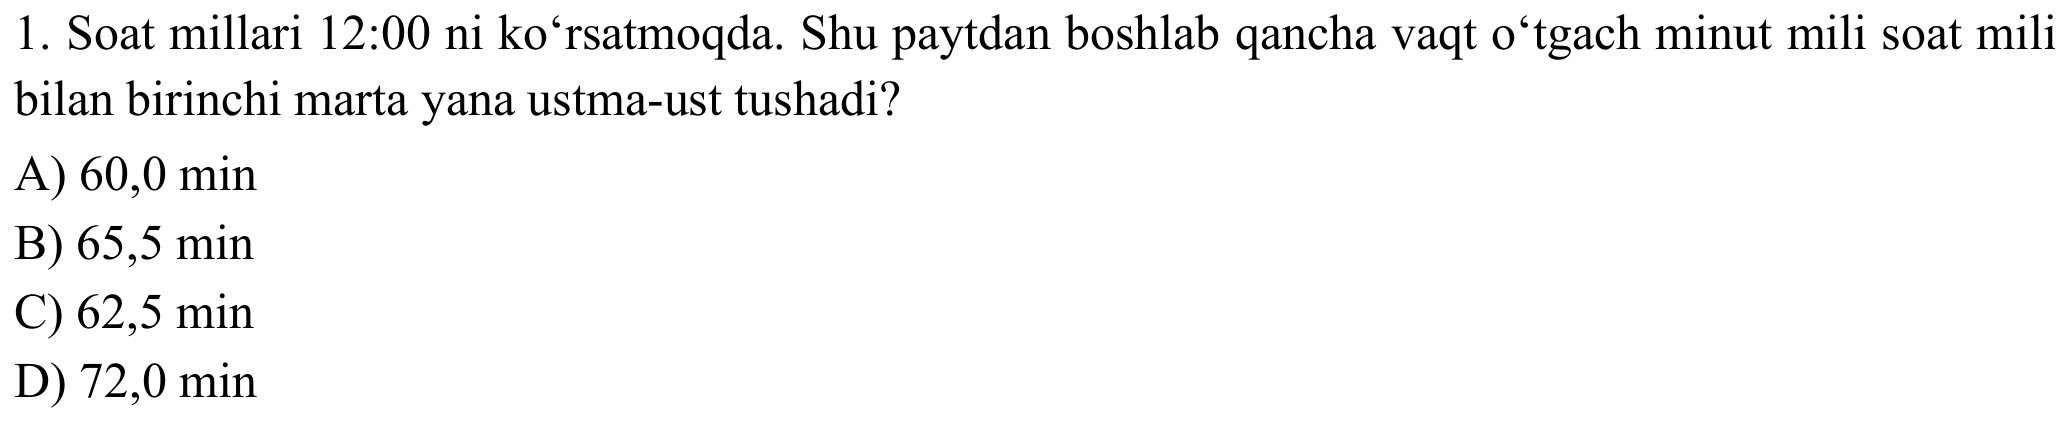 1. Soat millari 12:00 ni ko‘rsatmoqda. Shu paytdan boshlab qancha vaqt o‘tgach minut mili soat mili
bilan birinchi marta yana ustma-ust tushadi?
A) 60,0 min
B) 65,5 min
C) 62,5 min
D) 72,0 min